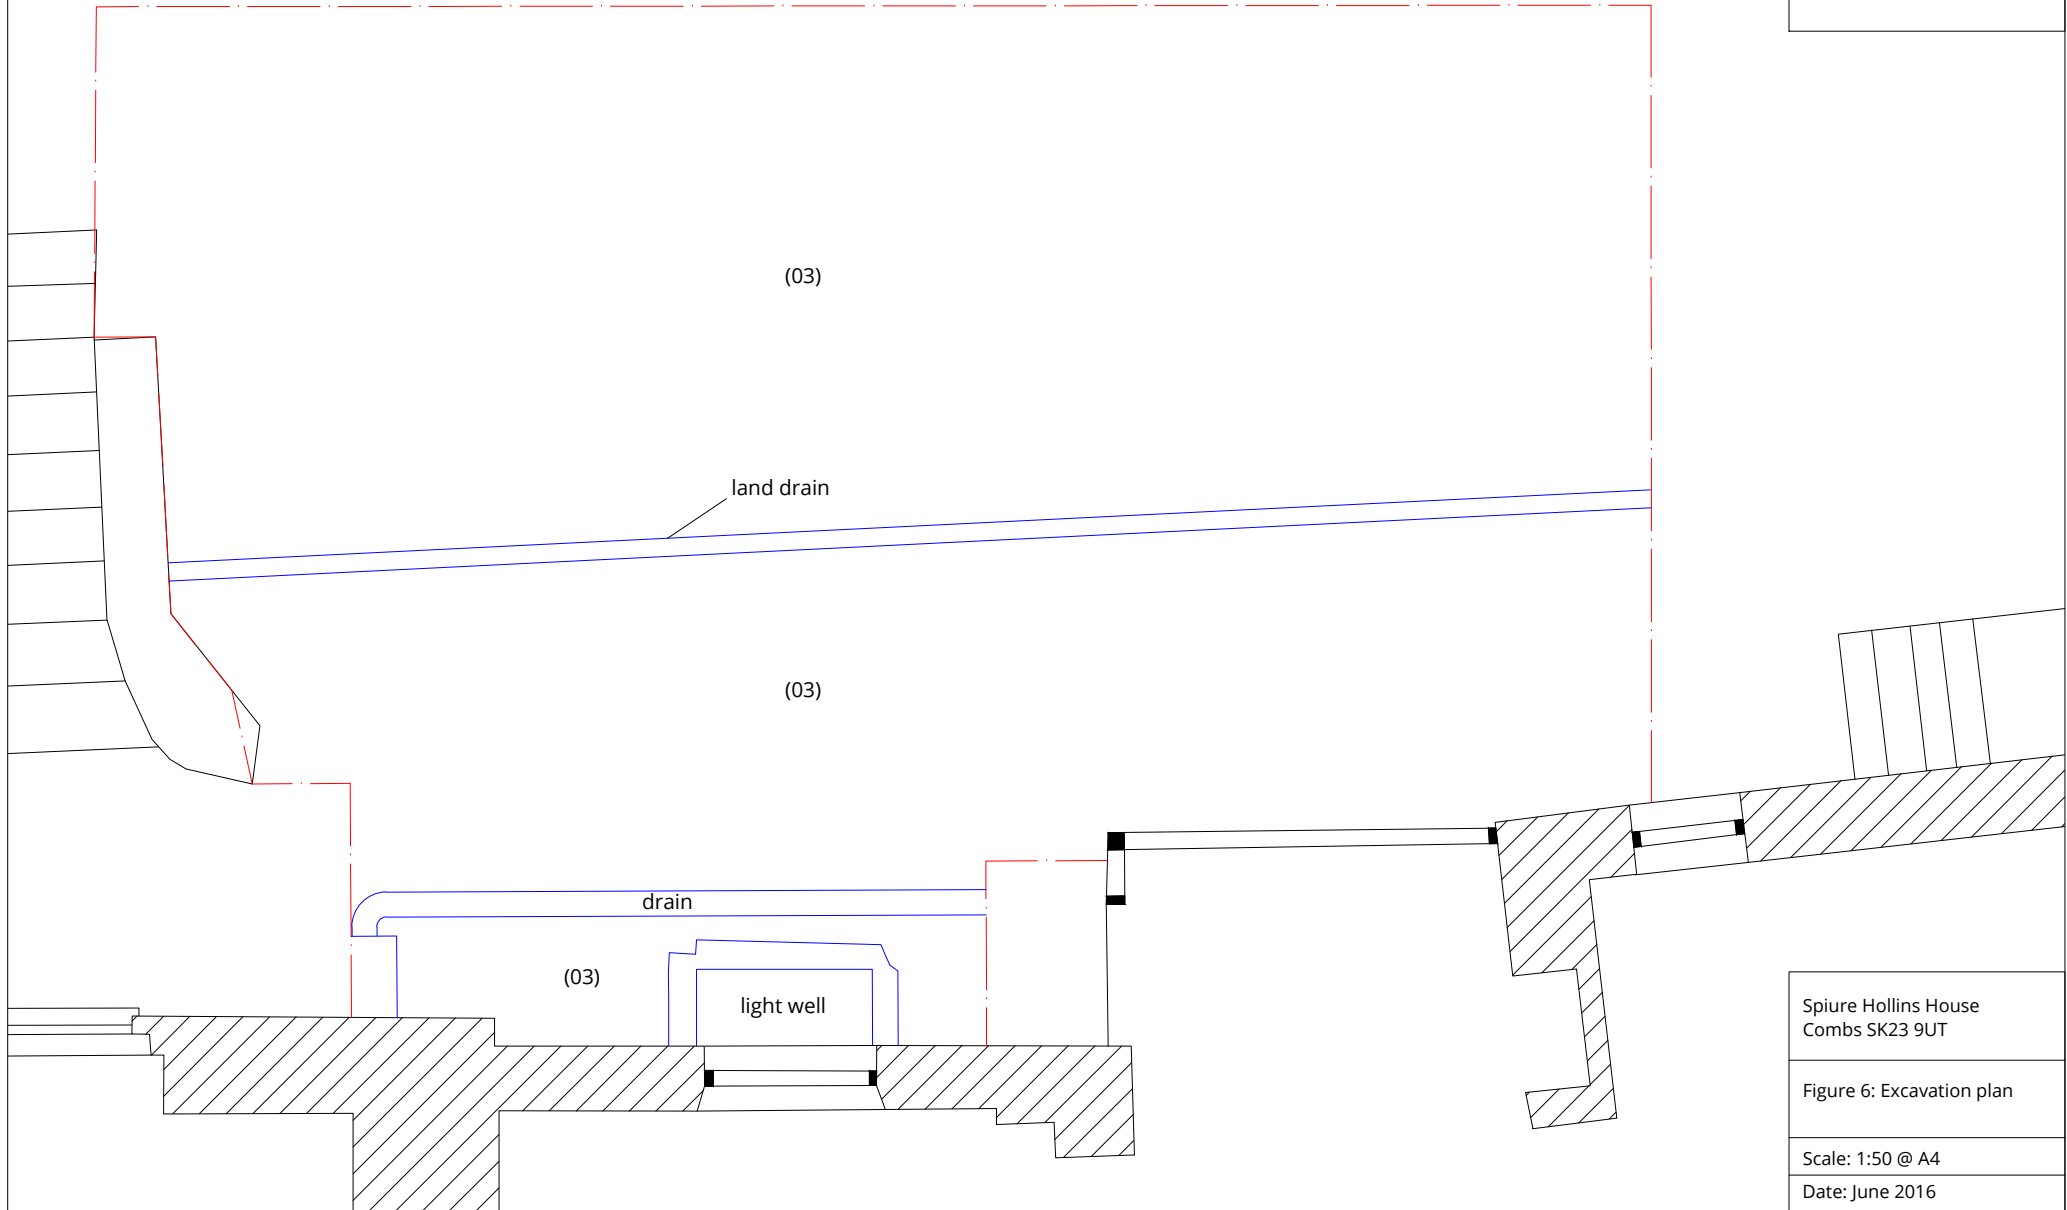 (03)
land drain
(03)
drain
(03)
light well
Spiure Hollins House
Combs SK23 9UT
Figure 6: Excavation plan
Scale: 1:50 @ A4
Date: June 2016